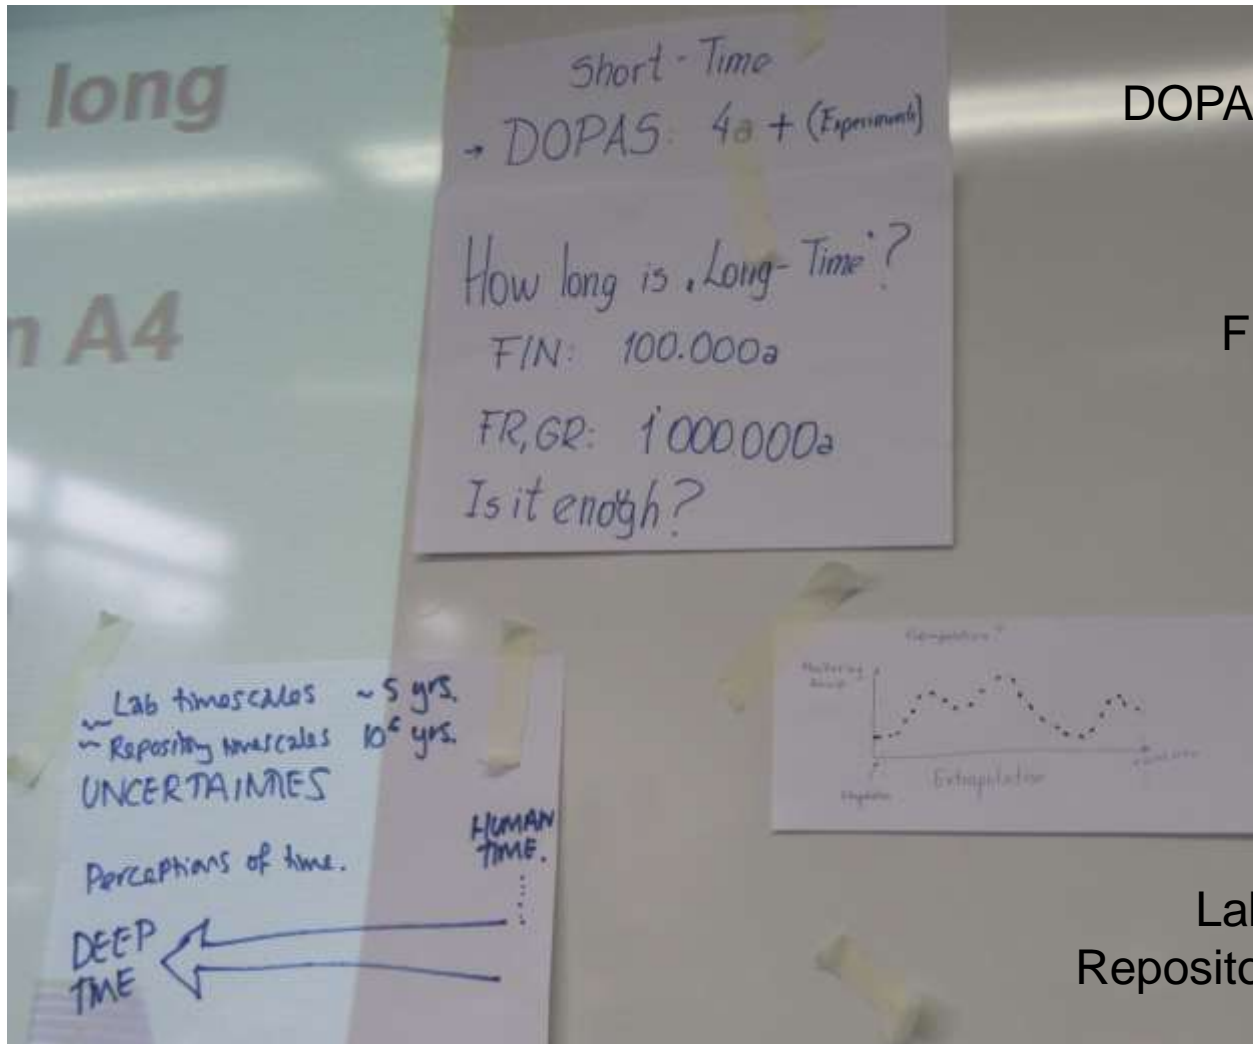 long
A4
Short-Time
→ DOPAS: 4a + (Experiments)
How long is "Long-Time"?
FIN: 100.000a
FR,GR: 1'000.000a
Is it enough?
~ Lab timescales ~ 5 yrs.
~ Repository timescales 10⁶ yrs.
UNCERTAINTIES
Perceptions of time.
HUMAN
TIME.
DEEP
TIME
Extrapolation
DOPA
F
Lab
Reposito